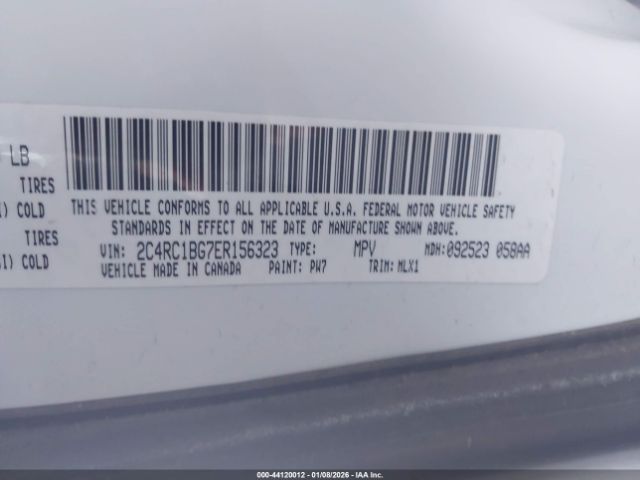 LB
TIRES
I) COLD
TIRES
SI) COLD
THIS VEHICLE CONFORMS TO ALL APPLICABLE U.S.A. FEDERAL MOTOR VEHICLE SAFETY
STANDARDS IN EFFECT ON THE DATE OF MANUFACTURE SHOWN ABOVE.
VIN: 2C4RC1BG7ER156323 TYPE: MPV MDH: 092523 058AA
VEHICLE MADE IN CANADA PAINT: PW7 TRIM: MLX1
000-44120012 - 01/08/2026 - IAA Inc.